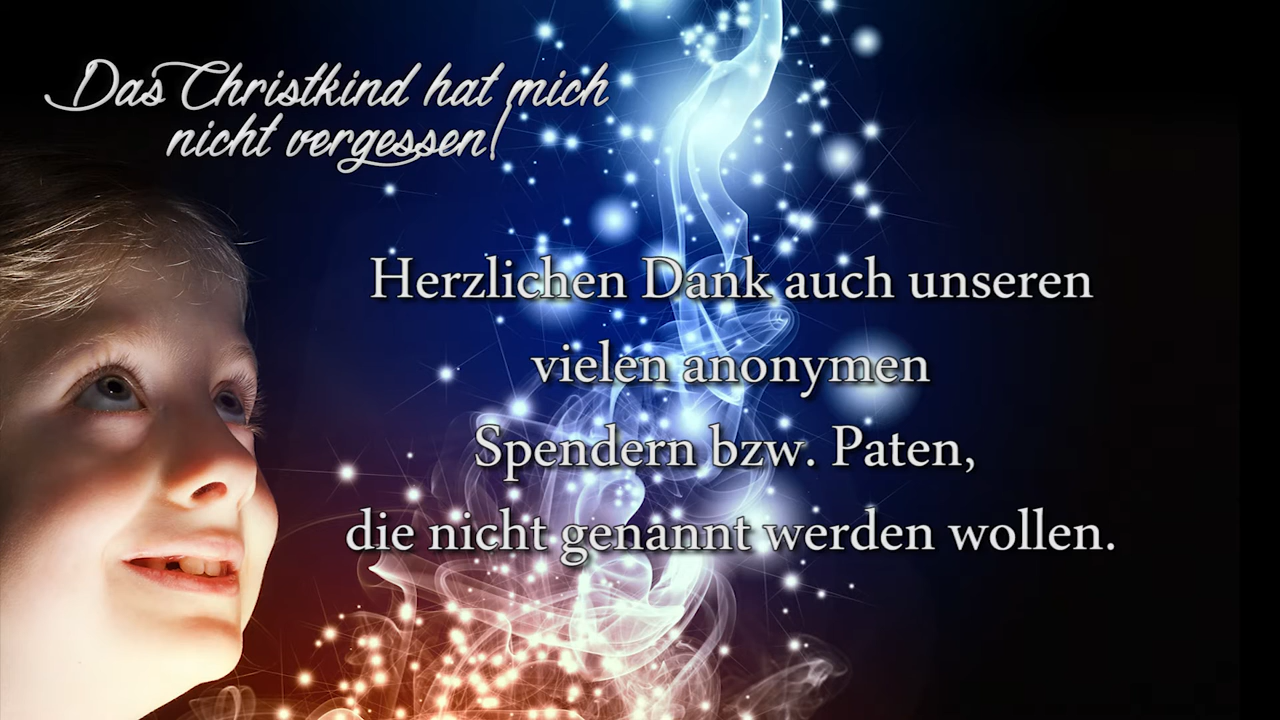 Das Christkind hat mich
nicht vergessen!
Herzlichen Dank auch unseren
vielen anonymen
Spendern bzw. Paten,
die nicht genannt werden wollen.